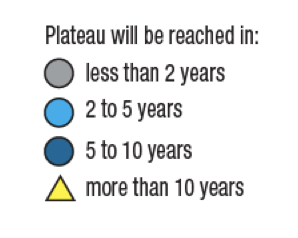 Plateau will be reached in:
less than 2 years
2 to 5 years
5 to 10 years
more than 10 years